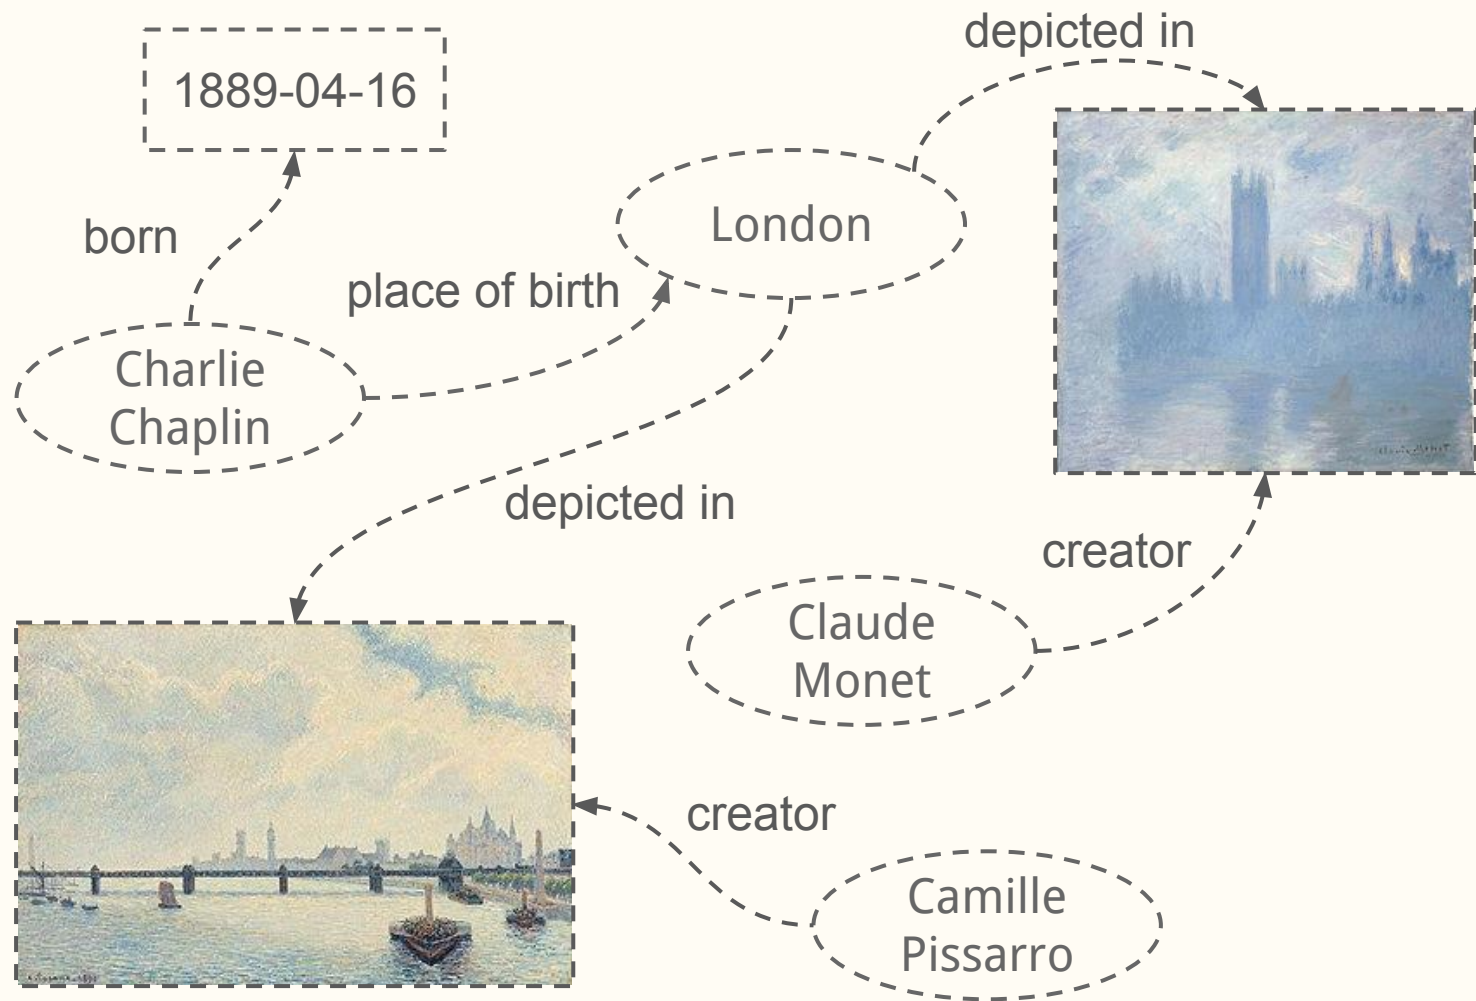 depicted in
1889-04-16
London
born
place of birth
Charlie
Chaplin
depicted in
creator
Claude
Monet
creator
Camille
Pissarro